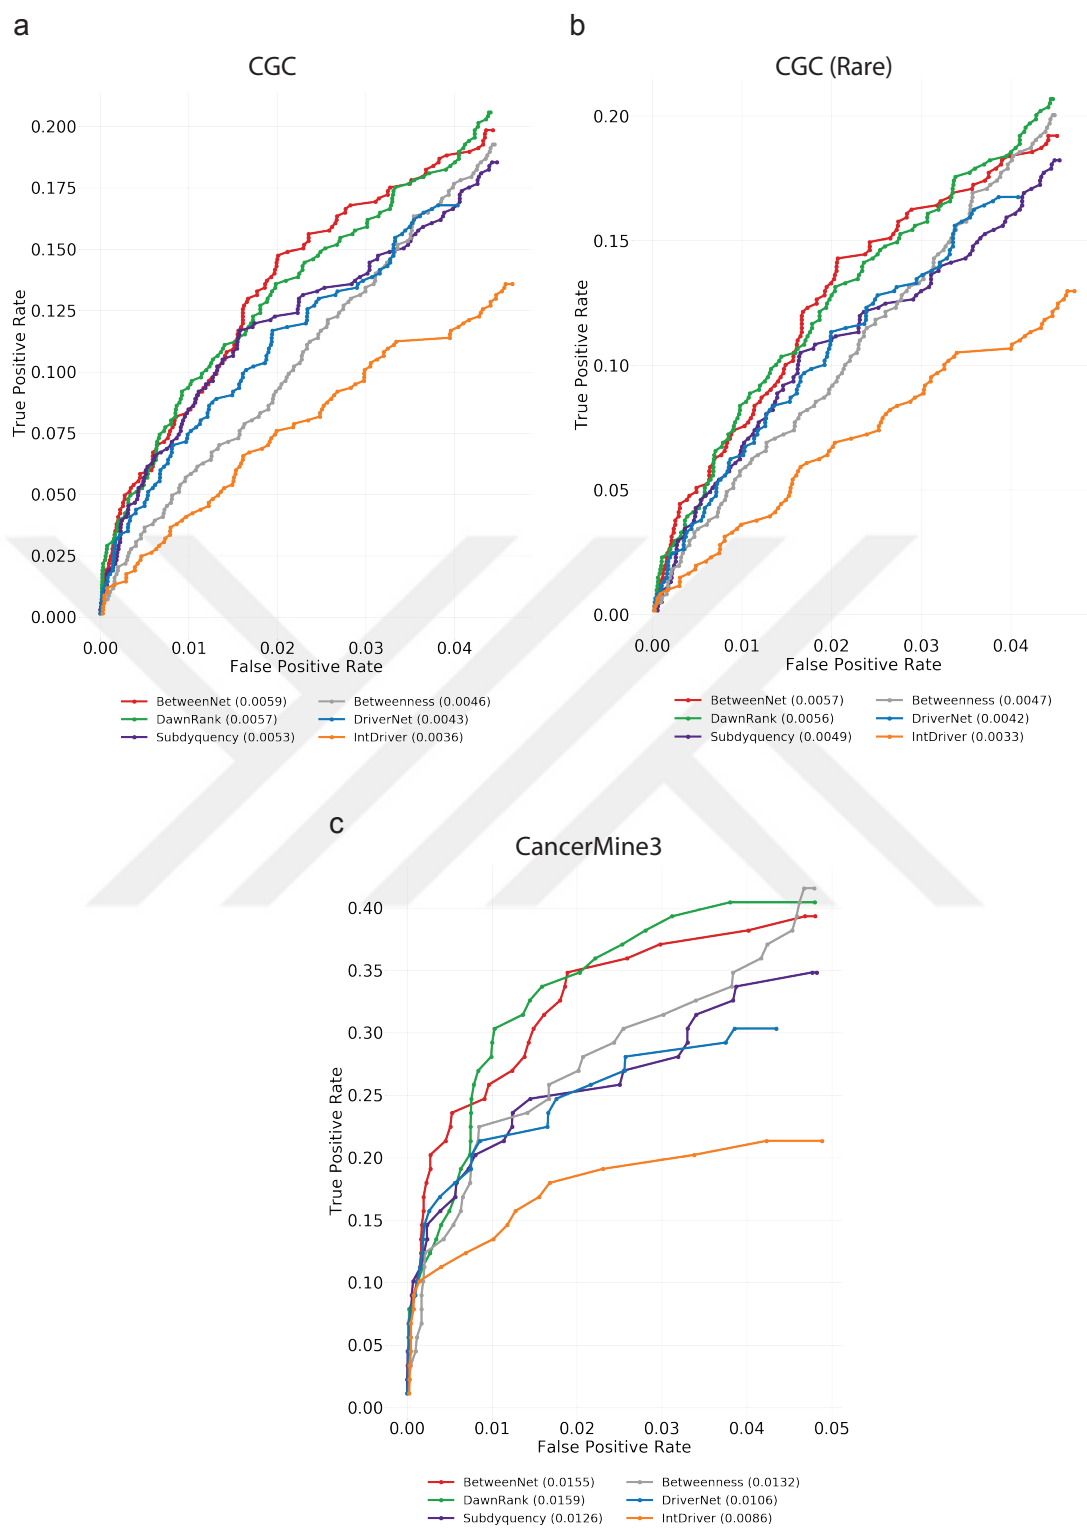 a
CGC
0.200
0.175
0.150
0.125
0.100
0.075
0.050
0.025
0.000
True Positive Rate
0.00 0.01 0.02 0.03 0.04
False Positive Rate
BetweenNet (0.0059) Betweenness (0.0046)
DawnRank (0.0057) DriverNet (0.0043)
Subdyquency (0.0053) IntDriver (0.0036)
b
CGC (Rare)
0.20
0.15
0.10
0.05
0.00
True Positive Rate
0.00 0.01 0.02 0.03 0.04
False Positive Rate
BetweenNet (0.0057) Betweenness (0.0047)
DawnRank (0.0056) DriverNet (0.0042)
Subdyquency (0.0049) IntDriver (0.0033)
c
CancerMine3
0.40
0.35
0.30
0.25
0.20
0.15
0.10
0.05
0.00
True Positive Rate
0.00 0.01 0.02 0.03 0.04 0.05
False Positive Rate
BetweenNet (0.0155) Betweenness (0.0132)
DawnRank (0.0159) DriverNet (0.0106)
Subdyquency (0.0126) IntDriver (0.0086)